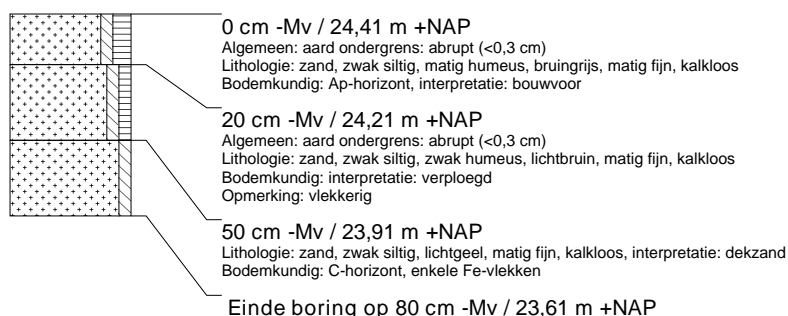 0 cm -Mv / 24,41 m +NAP
Algemeen: aard ondergrens: abrupt (<0,3 cm)
Lithologie: zand, zwak siltig, matig humeus, bruingrijs, matig fijn, kalkloos
Bodemkundig: Ap-horizont, interpretatie: bouwvoor
20 cm -Mv / 24,21 m +NAP
Algemeen: aard ondergrens: abrupt (<0,3 cm)
Lithologie: zand, zwak siltig, zwak humeus, lichtbruin, matig fijn, kalkloos
Bodemkundig: interpretatie: verploegd
Opmerking: vlekkerig
50 cm -Mv / 23,91 m +NAP
Lithologie: zand, zwak siltig, lichtgeel, matig fijn, kalkloos, interpretatie: dekzand
Bodemkundig: C-horizont, enkele Fe-vlekken
Einde boring op 80 cm -Mv / 23,61 m +NAP